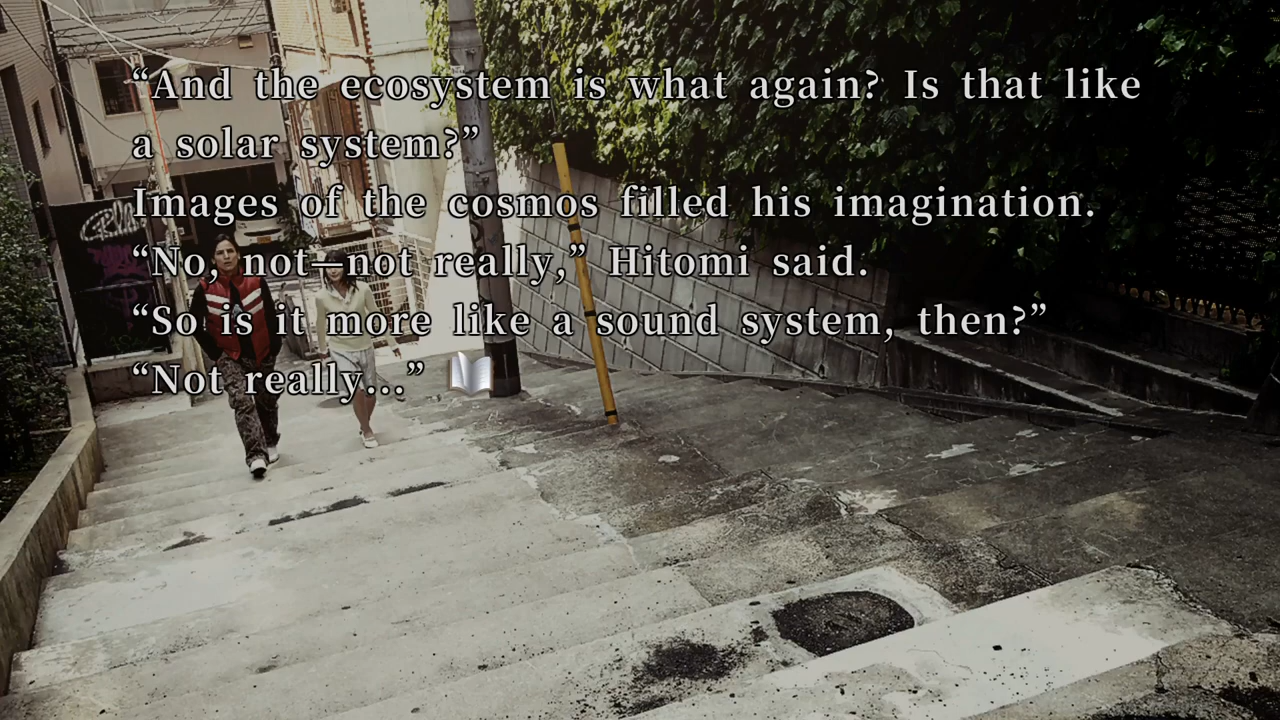 “And the ecosystem is what again? Is that like
a solar system?”
Images of the cosmos filled his imagination.
“No, not—not really,” Hitomi said.
“So is it more like a sound system, then?”
“Not really...”